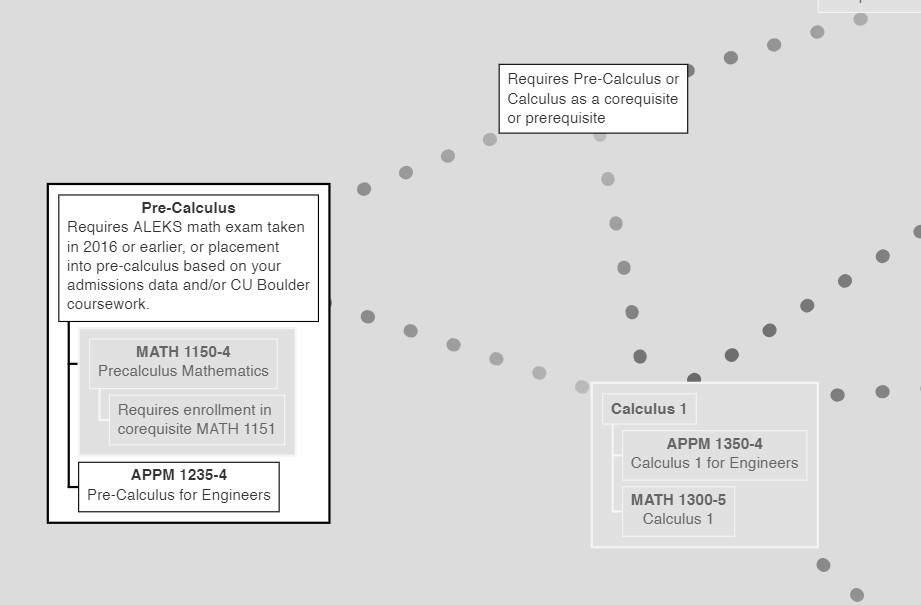 Requires Pre-Calculus or
Calculus as a corequisite
or prerequisite
Pre-Calculus
Requires ALEKS math exam taken
in 2016 or earlier, or placement
into pre-calculus based on your
admissions data and/or CU Boulder
coursework.
MATH 1150-4
Precalculus Mathematics
Requires enrollment in
corequisite MATH 1151
APPM 1235-4
Pre-Calculus for Engineers
Calculus 1
APPM 1350-4
Calculus 1 for Engineers
MATH 1300-5
Calculus 1